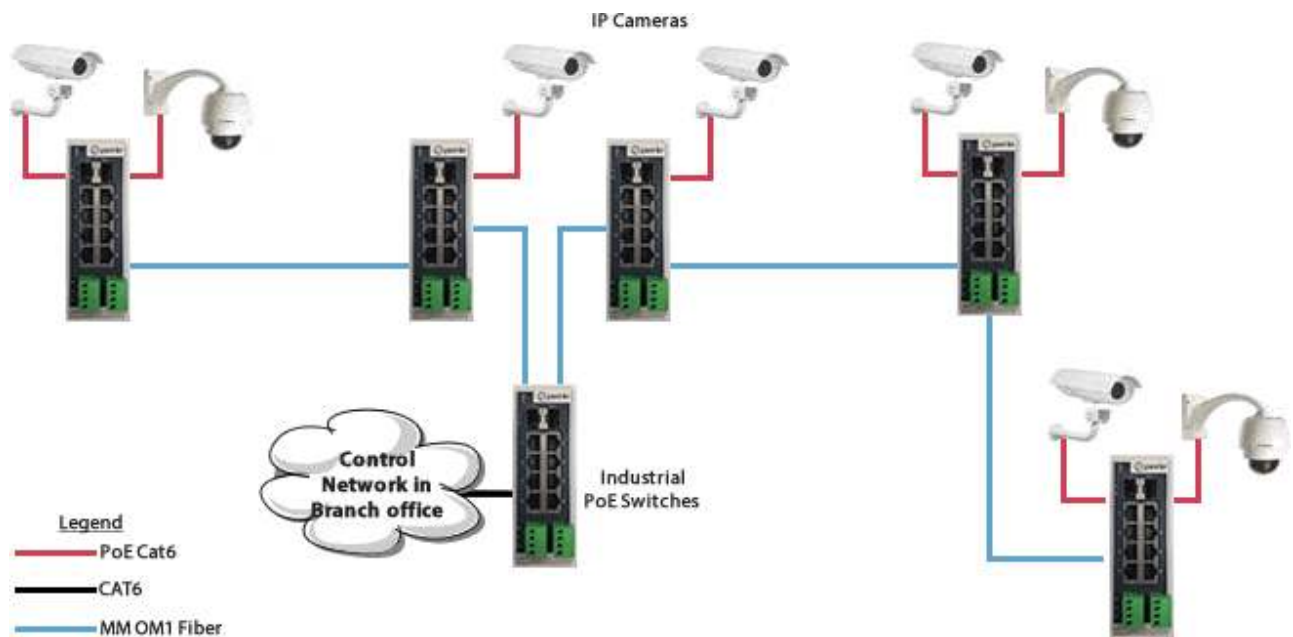 IP Cameras
Control
Network in
Branch office
Industrial
PoE Switches
Legend
PoE Cat6
CAT6
MM OM1 Fiber